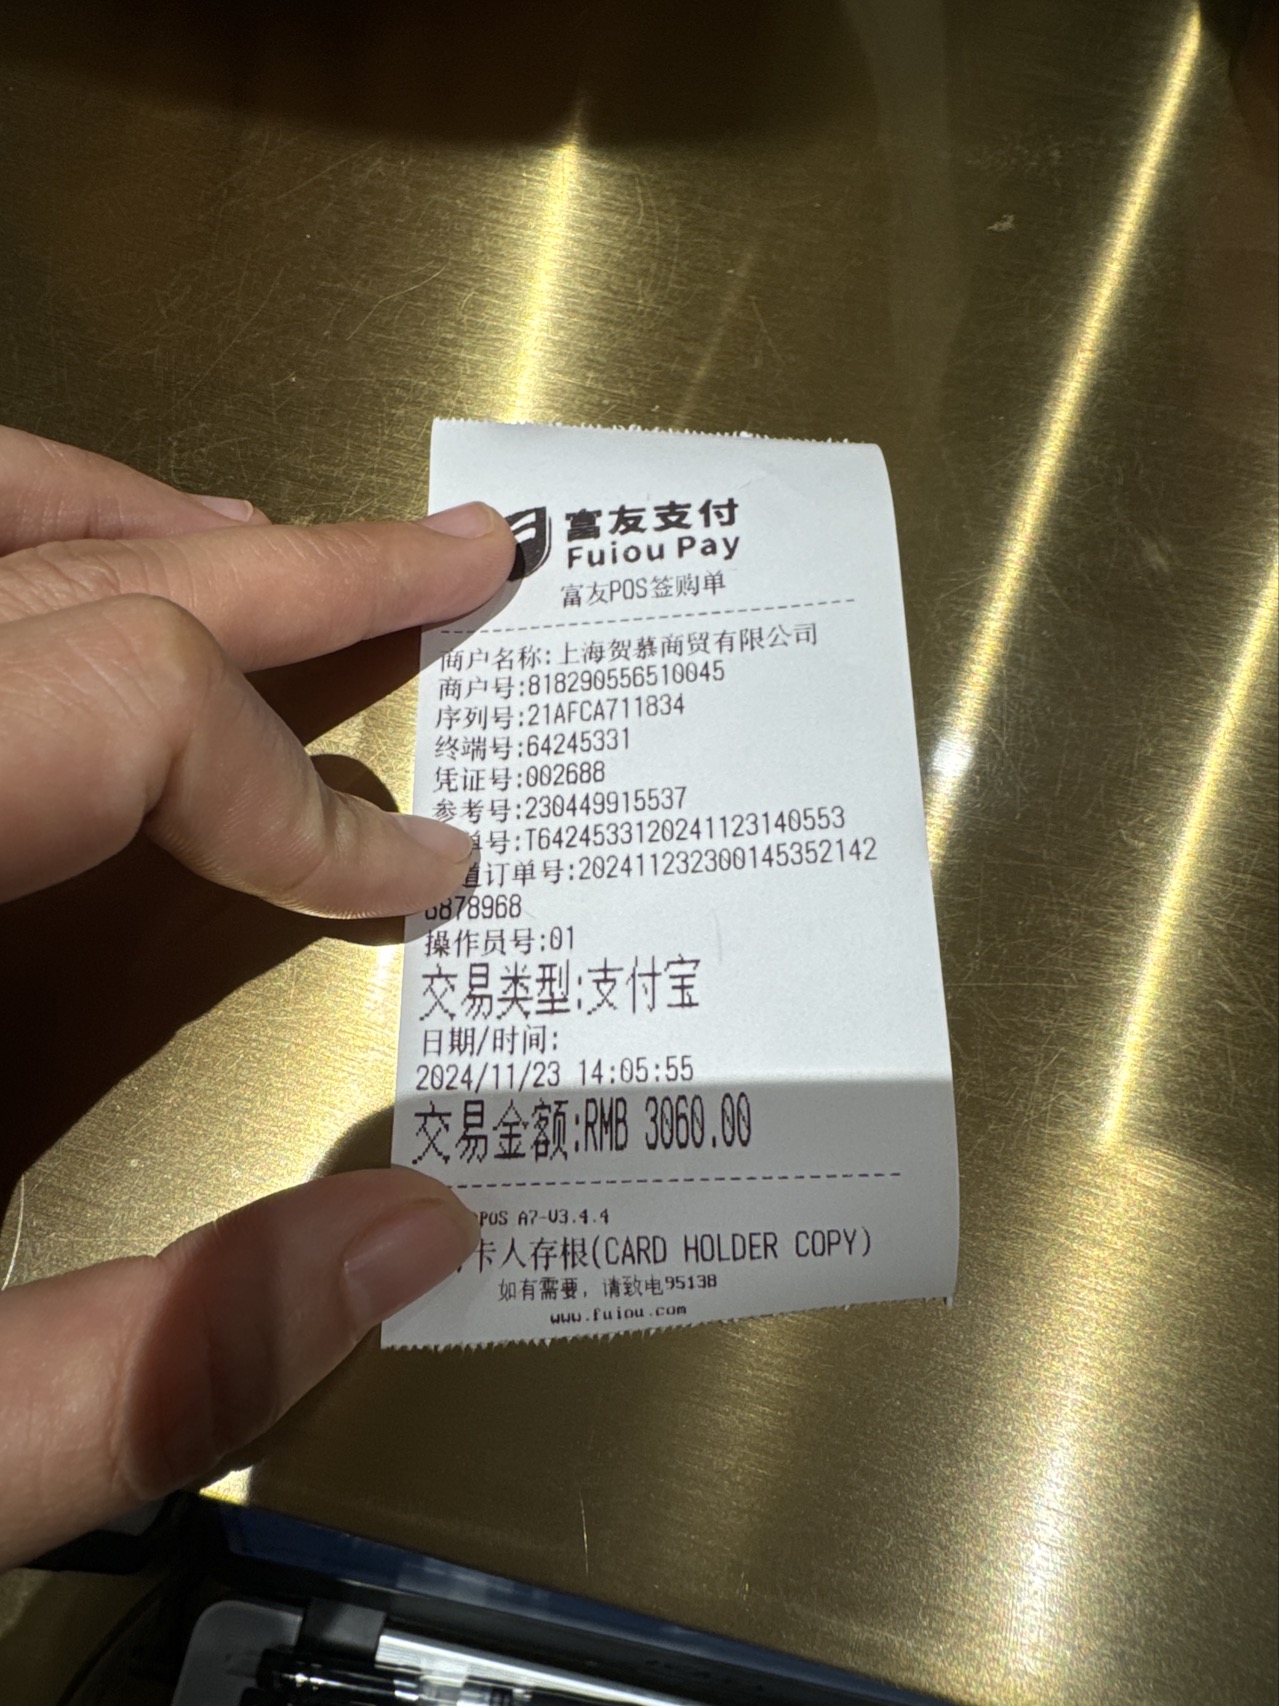 富友支付
Fuiou Pay
富友POS签购单
商户名称:上海贺慕商贸有限公司
商户号:818290556510045
序列号:21AFCA711834
终端号:64245331
凭证号:002688
参考号:230449915537
单号:T6424533120241123140553
道订单号:202411232300145352142
6878968
操作员号:01
交易类型:支付宝
日期/时间:
2024/11/23 14:05:55
交易金额:RMB 3060.00
POS A7-V3.4.4
卡人存根(CARD HOLDER COPY)
如有需要，请致电95138
www.fuiou.com